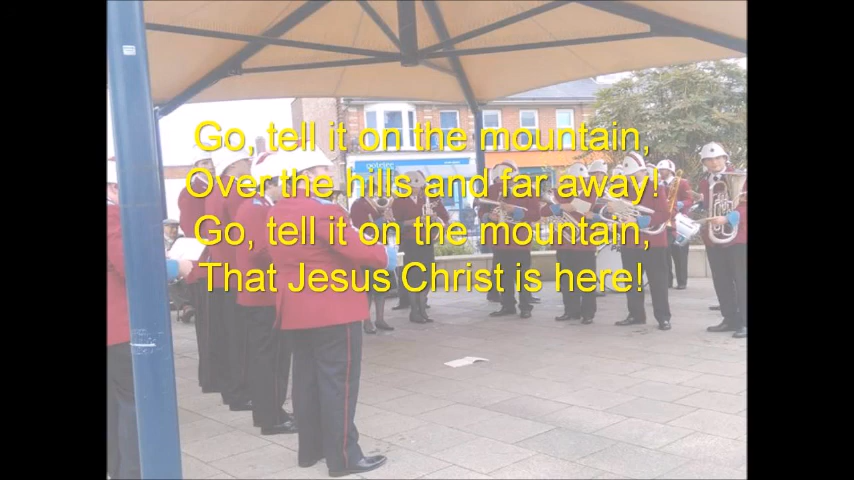 Go, tell it on the mountain,
Over the hills and far away!
Go, tell it on the mountain,
That Jesus Christ is here!